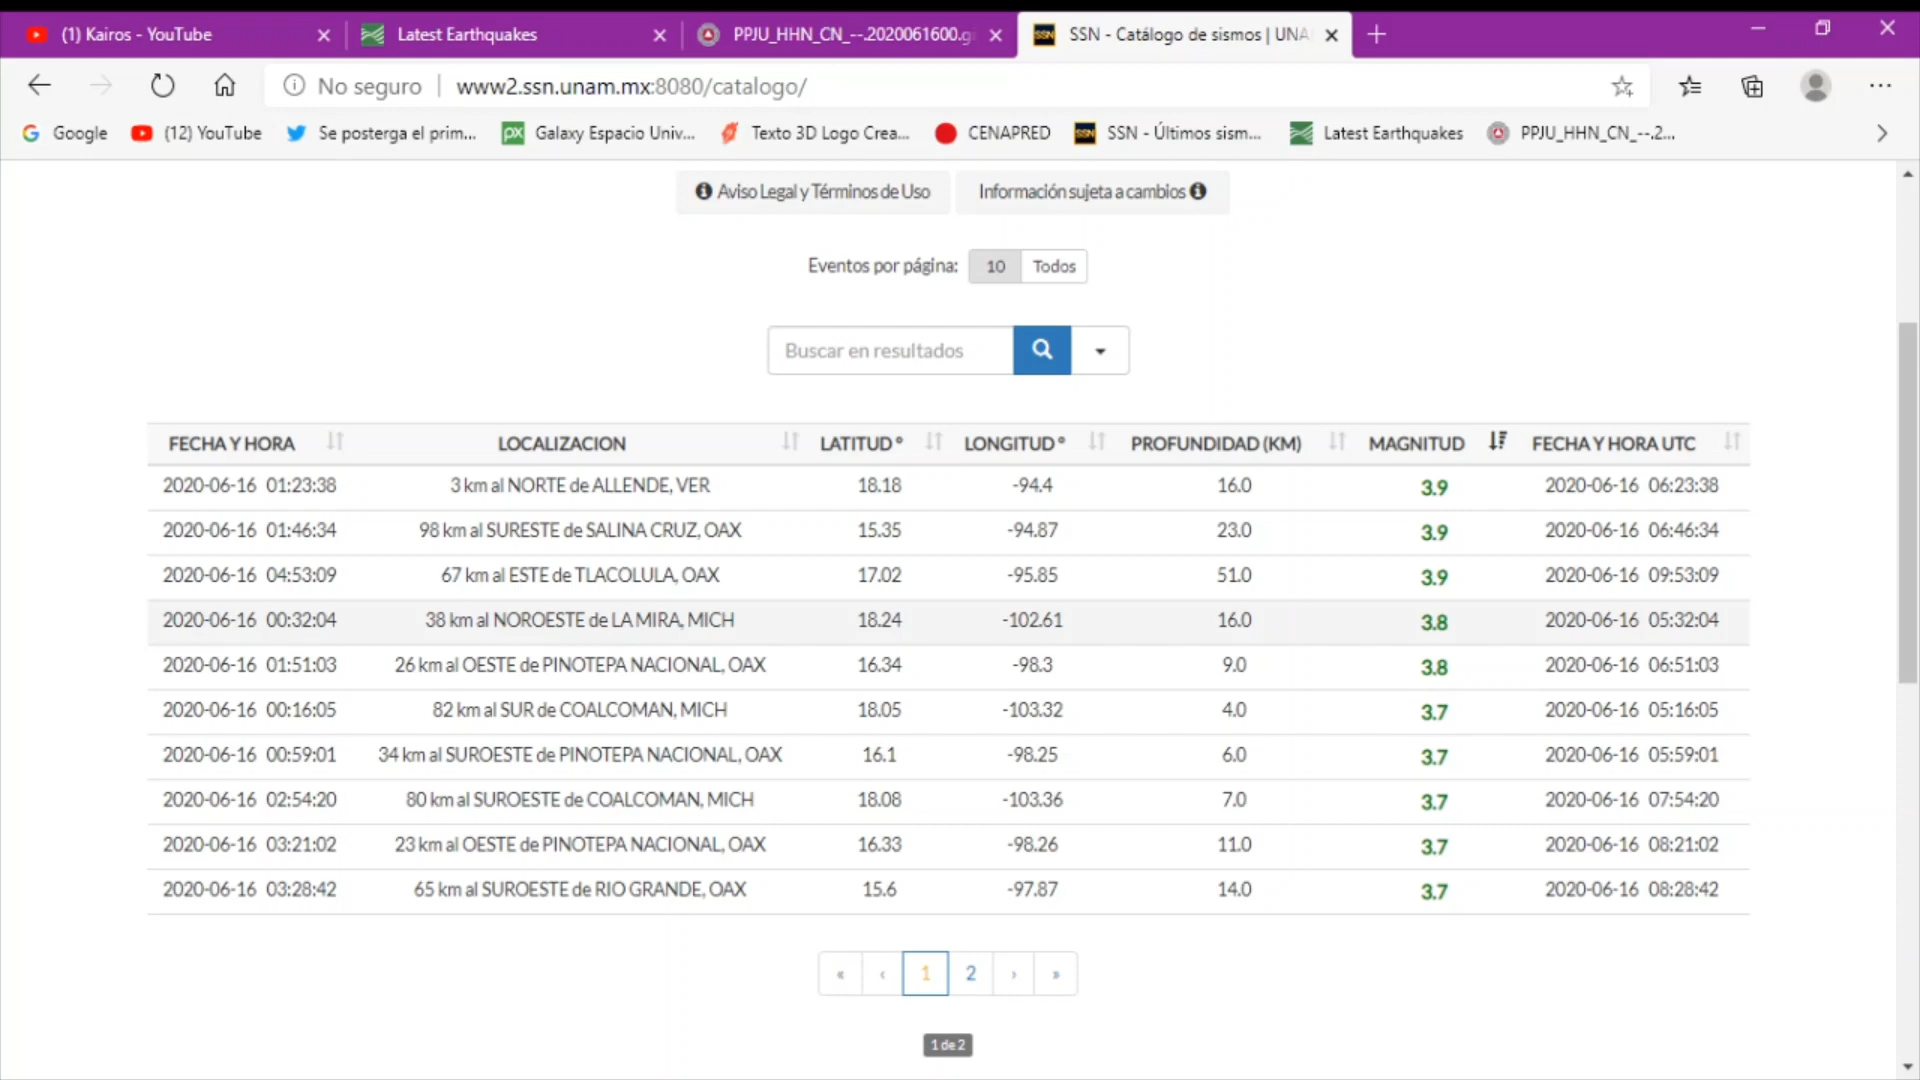 (1) Kairos - YouTube
Latest Earthquakes
PPJU_HHN_CN_--.2020061600.g
SSN
SSN - Catálogo de sismos | UNA
No seguro
www2.ssn.unam.mx:8080/catalogo/
Google
(12) YouTube
Se posterga el prim...
px
Galaxy Espacio Univ...
Texto 3D Logo Crea...
CENAPRED
SSN
SSN - Últimos sism...
Latest Earthquakes
PPJU_HHN_CN_--.2...
Aviso Legal y Términos de Uso
Información sujeta a cambios
Eventos por página: 10 Todos
Buscar en resultados
FECHA Y HORA LOCALIZACION LATITUD ° LONGITUD ° PROFUNDIDAD (KM) MAGNITUD FECHA Y HORA UTC
2020-06-16 01:23:38 3 km al NORTE de ALLENDE, VER 18.18 -94.4 16.0 3.9 2020-06-16 06:23:38
2020-06-16 01:46:34 98 km al SURESTE de SALINA CRUZ, OAX 15.35 -94.87 23.0 3.9 2020-06-16 06:46:34
2020-06-16 04:53:09 67 km al ESTE de TLACOLULA, OAX 17.02 -95.85 51.0 3.9 2020-06-16 09:53:09
2020-06-16 00:32:04 38 km al NOROESTE de LA MIRA, MICH 18.24 -102.61 16.0 3.8 2020-06-16 05:32:04
2020-06-16 01:51:03 26 km al OESTE de PINOTEPA NACIONAL, OAX 16.34 -98.3 9.0 3.8 2020-06-16 06:51:03
2020-06-16 00:16:05 82 km al SUR de COALCOMAN, MICH 18.05 -103.32 4.0 3.7 2020-06-16 05:16:05
2020-06-16 00:59:01 34 km al SUROESTE de PINOTEPA NACIONAL, OAX 16.1 -98.25 6.0 3.7 2020-06-16 05:59:01
2020-06-16 02:54:20 80 km al SUROESTE de COALCOMAN, MICH 18.08 -103.36 7.0 3.7 2020-06-16 07:54:20
2020-06-16 03:21:02 23 km al OESTE de PINOTEPA NACIONAL, OAX 16.33 -98.26 11.0 3.7 2020-06-16 08:21:02
2020-06-16 03:28:42 65 km al SUROESTE de RIO GRANDE, OAX 15.6 -97.87 14.0 3.7 2020-06-16 08:28:42
« ‹ 1 2 › »
1 de 2